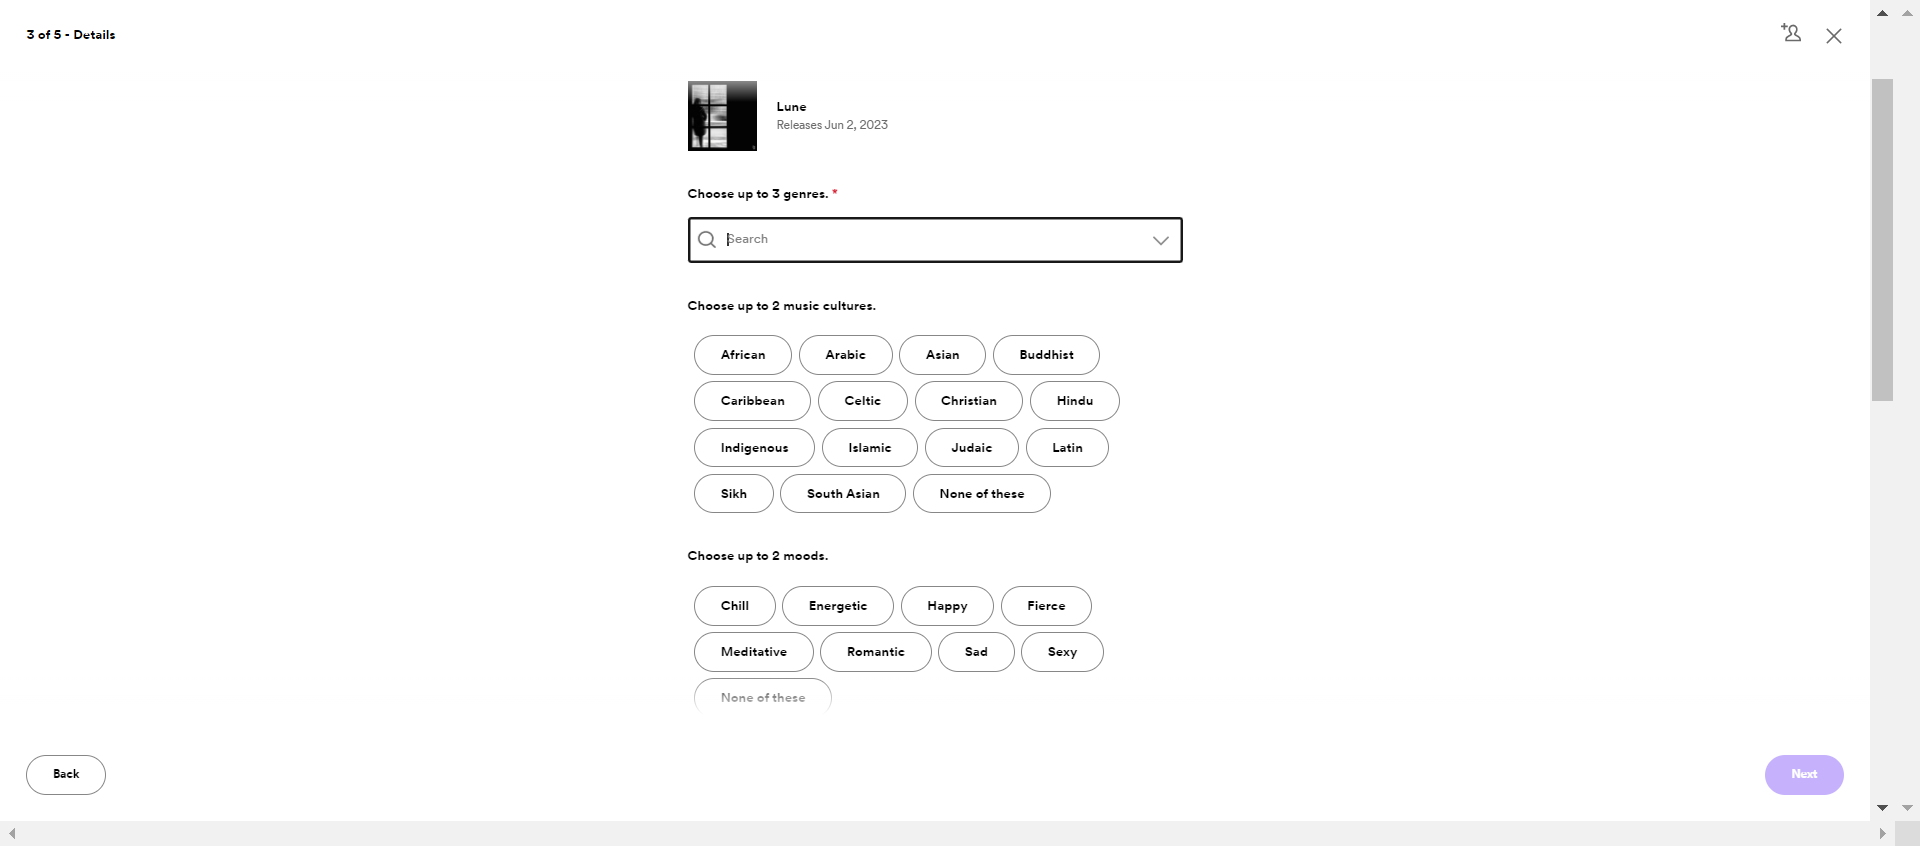 3 of 5 - Details
Lune
Releases Jun 2, 2023
Choose up to 3 genres. *
Search
Choose up to 2 music cultures.
African Arabic Asian Buddhist
Caribbean Celtic Christian Hindu
Indigenous Islamic Judaic Latin
Sikh South Asian None of these
Choose up to 2 moods.
Chill Energetic Happy Fierce
Meditative Romantic Sad Sexy
None of these
Back Next